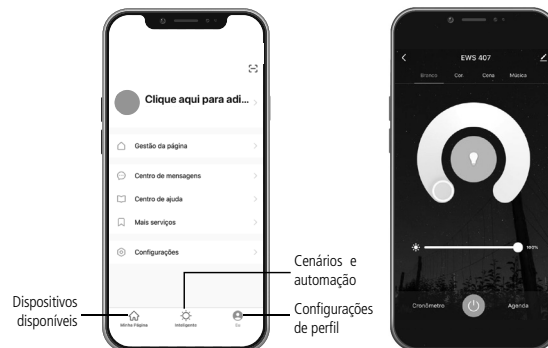 Clique aqui para adi...
Gestão da página
Centro de mensagens
Centro de ajuda
Mais serviços
Configurações
Minha Página
Inteligente
Eu
Dispositivos
disponíveis
Cenários e
automação
Configurações
de perfil
EWS 407
Branco Cor. Cena Música
100%
Cronômetro Agenda